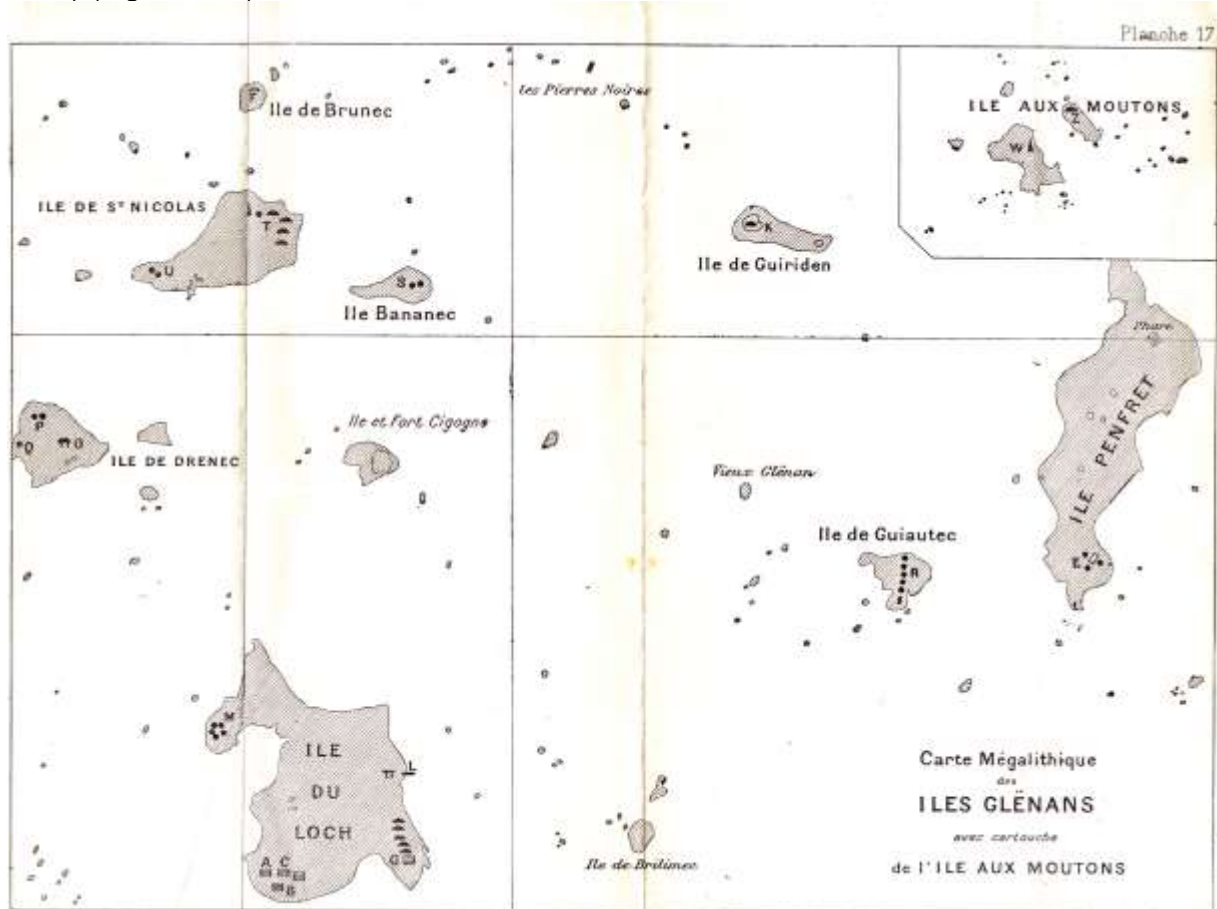 Planche 17
les Pierres Noires
Ile de Brunec
F
ILE AUX MOUTONS
Z
W
ILE DE Sᵗ NICOLAS
T
U
K
Ile de Guiriden
S
Ile Bananec
Phare
P
Q
O
ILE DE DRENEC
Ile et Fort Cigogne
Vieux Glénan
ILE PENFRET
Ile de Guiautec
R
E
M
ILE
DU
LOCH
L
A C
B
G
Ile de Brilimec
Carte Mégalithique
des
ILES GLËNANS
avec cartouche
de l'ILE AUX MOUTONS